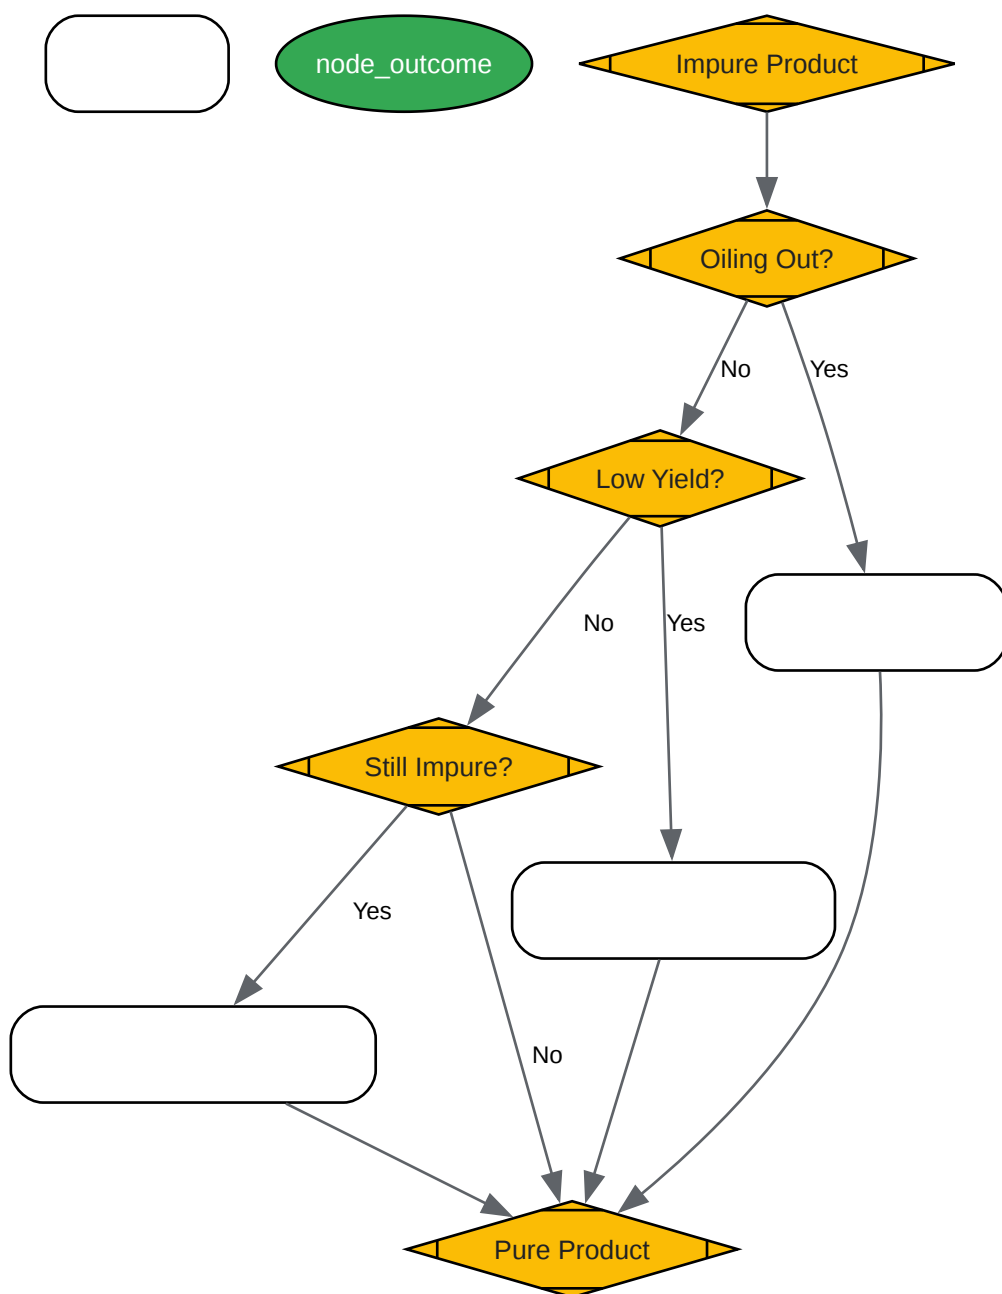 node_outcome
Impure Product
Oiling Out?
No
Yes
Low Yield?
No
Yes
Still Impure?
Yes
No
Pure Product